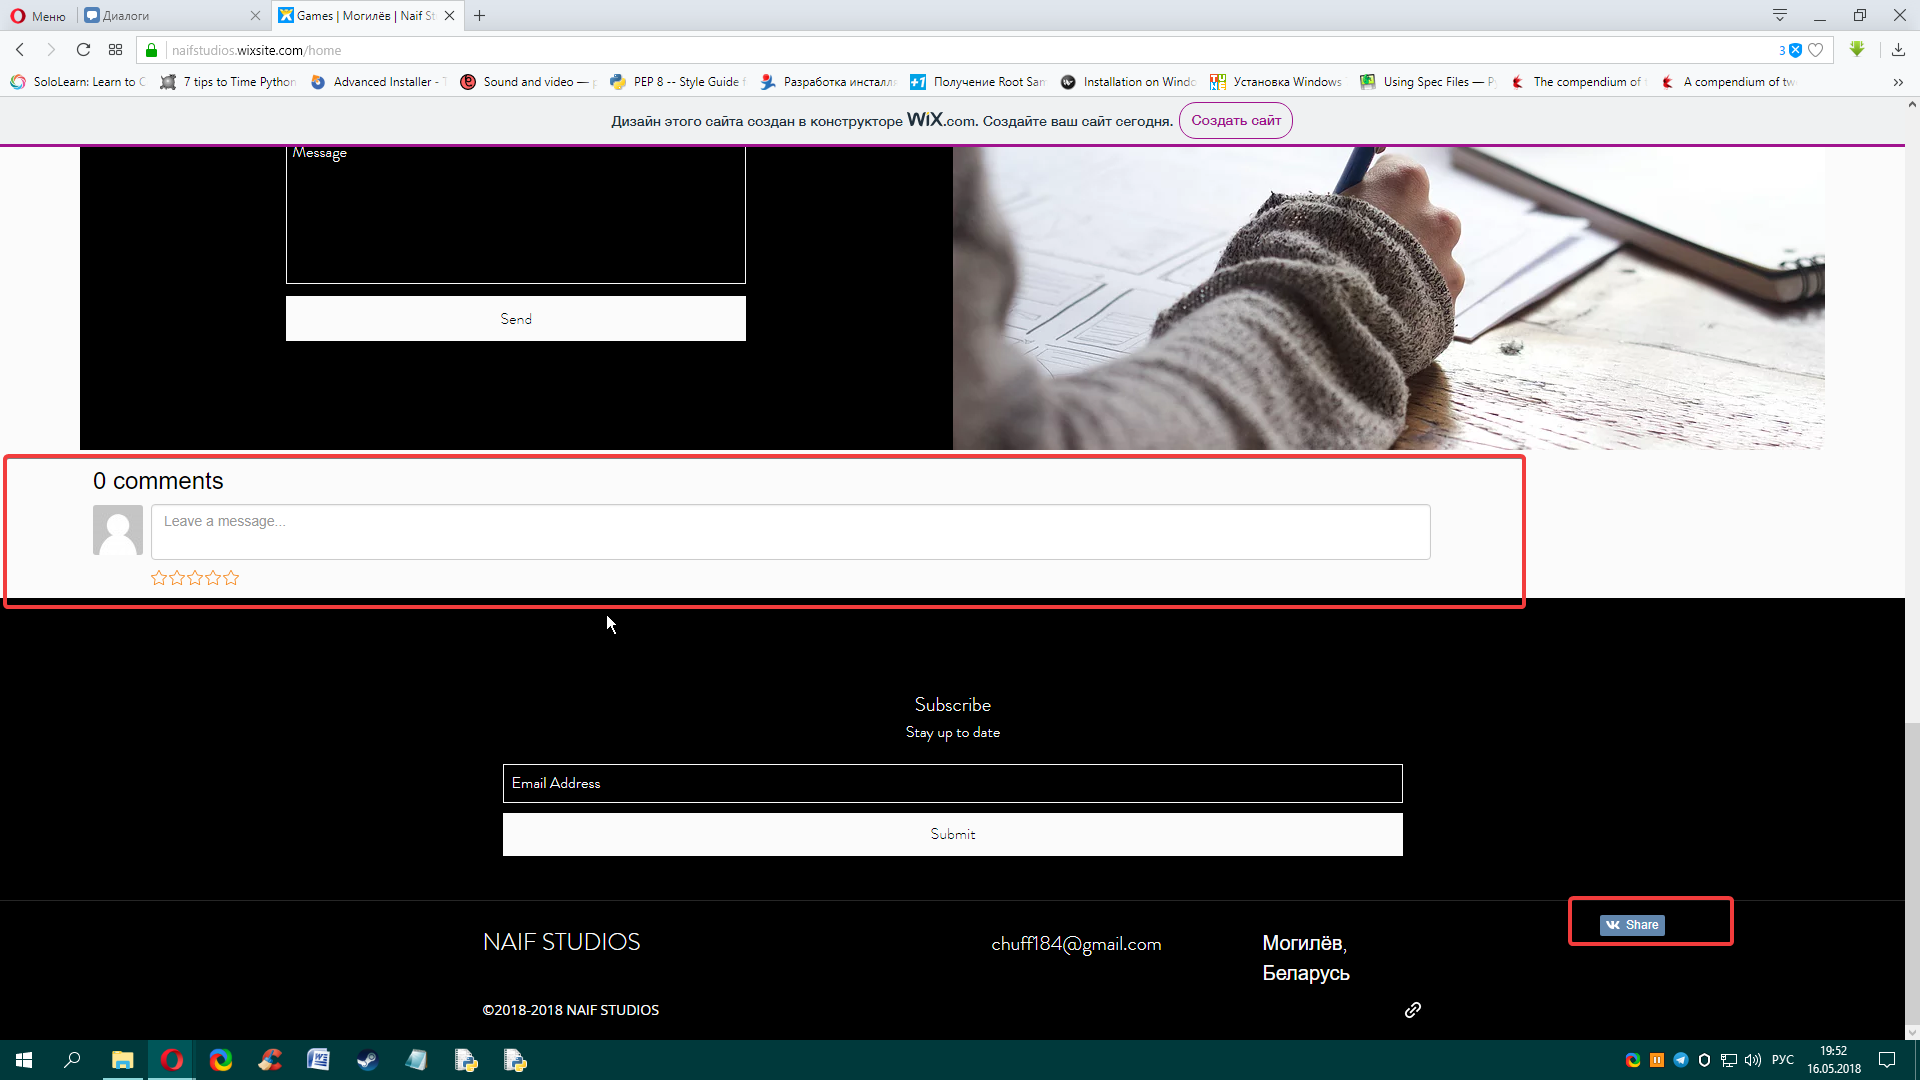 Меню
Диалоги
Games | Могилёв | Naif St
naifstudios.wixsite.com/home
3
SoloLearn: Learn to C
7 tips to Time Python
Advanced Installer - T
Sound and video — p
PEP 8 -- Style Guide f
Разработка инсталл
Получение Root Sam
Installation on Windo
Установка Windows
Using Spec Files — Py
The compendium of t
A compendium of tw
Дизайн этого сайта создан в конструкторе WiX.com. Создайте ваш сайт сегодня.
Создать сайт
Message
Send
0 comments
Leave a message...
Subscribe
Stay up to date
Email Address
Submit
Share
NAIF STUDIOS
chuff184@gmail.com
Могилёв,
Беларусь
©2018-2018 NAIF STUDIOS
РУС
19:52
16.05.2018